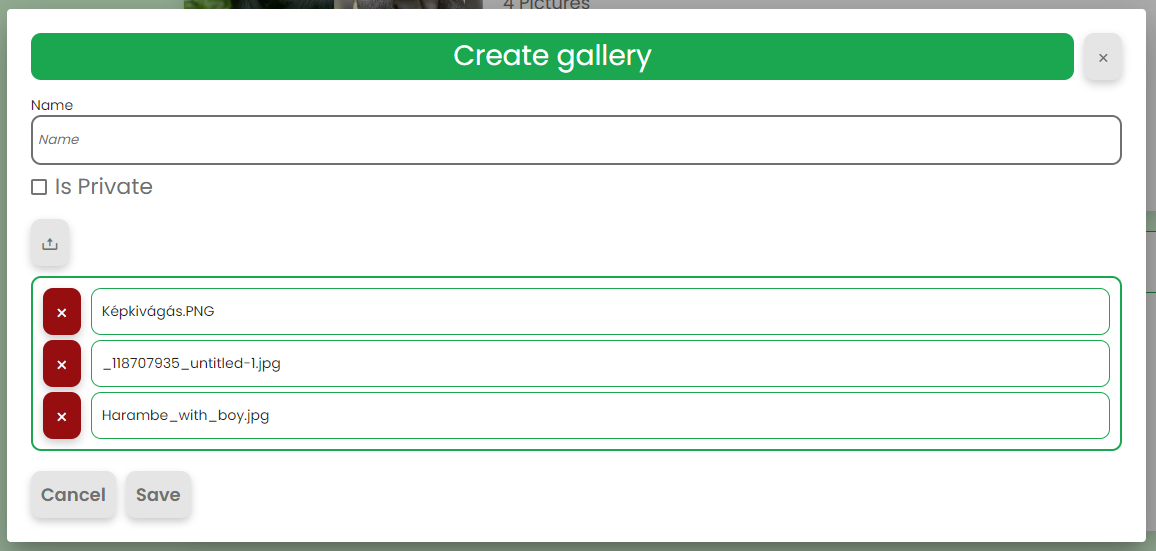 4 Pictures
Create gallery
×
Name
Name
Is Private
×
Képkivágás.PNG
×
_118707935_untitled-1.jpg
×
Harambe_with_boy.jpg
Cancel
Save